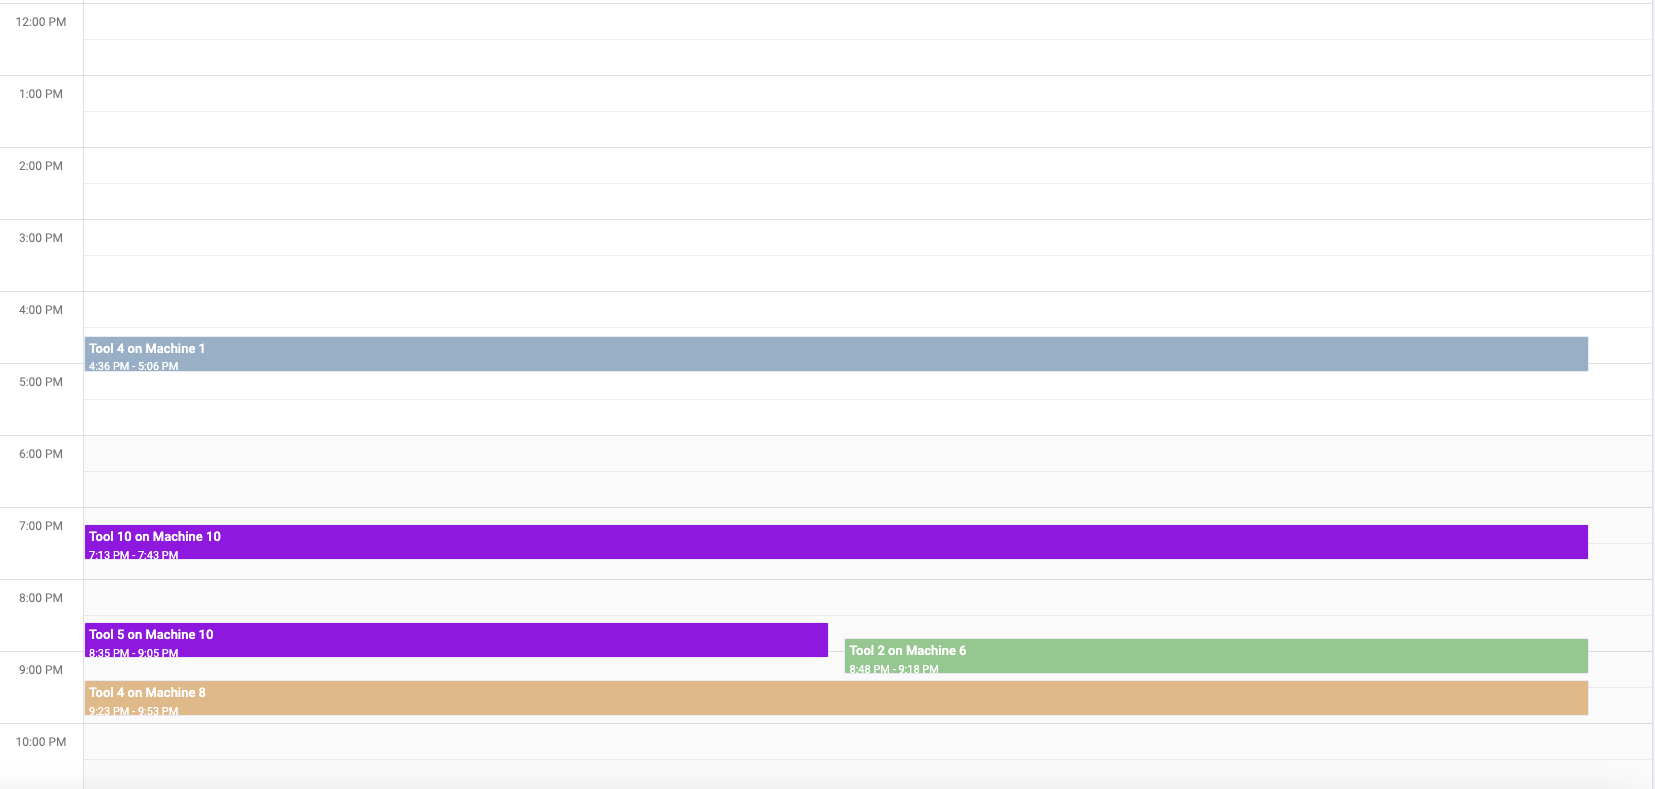 12:00 PM
1:00 PM
2:00 PM
3:00 PM
4:00 PM
Tool 4 on Machine 1
4:36 PM - 5:06 PM
5:00 PM
6:00 PM
7:00 PM
Tool 10 on Machine 10
7:13 PM - 7:43 PM
8:00 PM
Tool 5 on Machine 10
8:35 PM - 9:05 PM
Tool 2 on Machine 6
8:48 PM - 9:18 PM
9:00 PM
Tool 4 on Machine 8
9:23 PM - 9:53 PM
10:00 PM